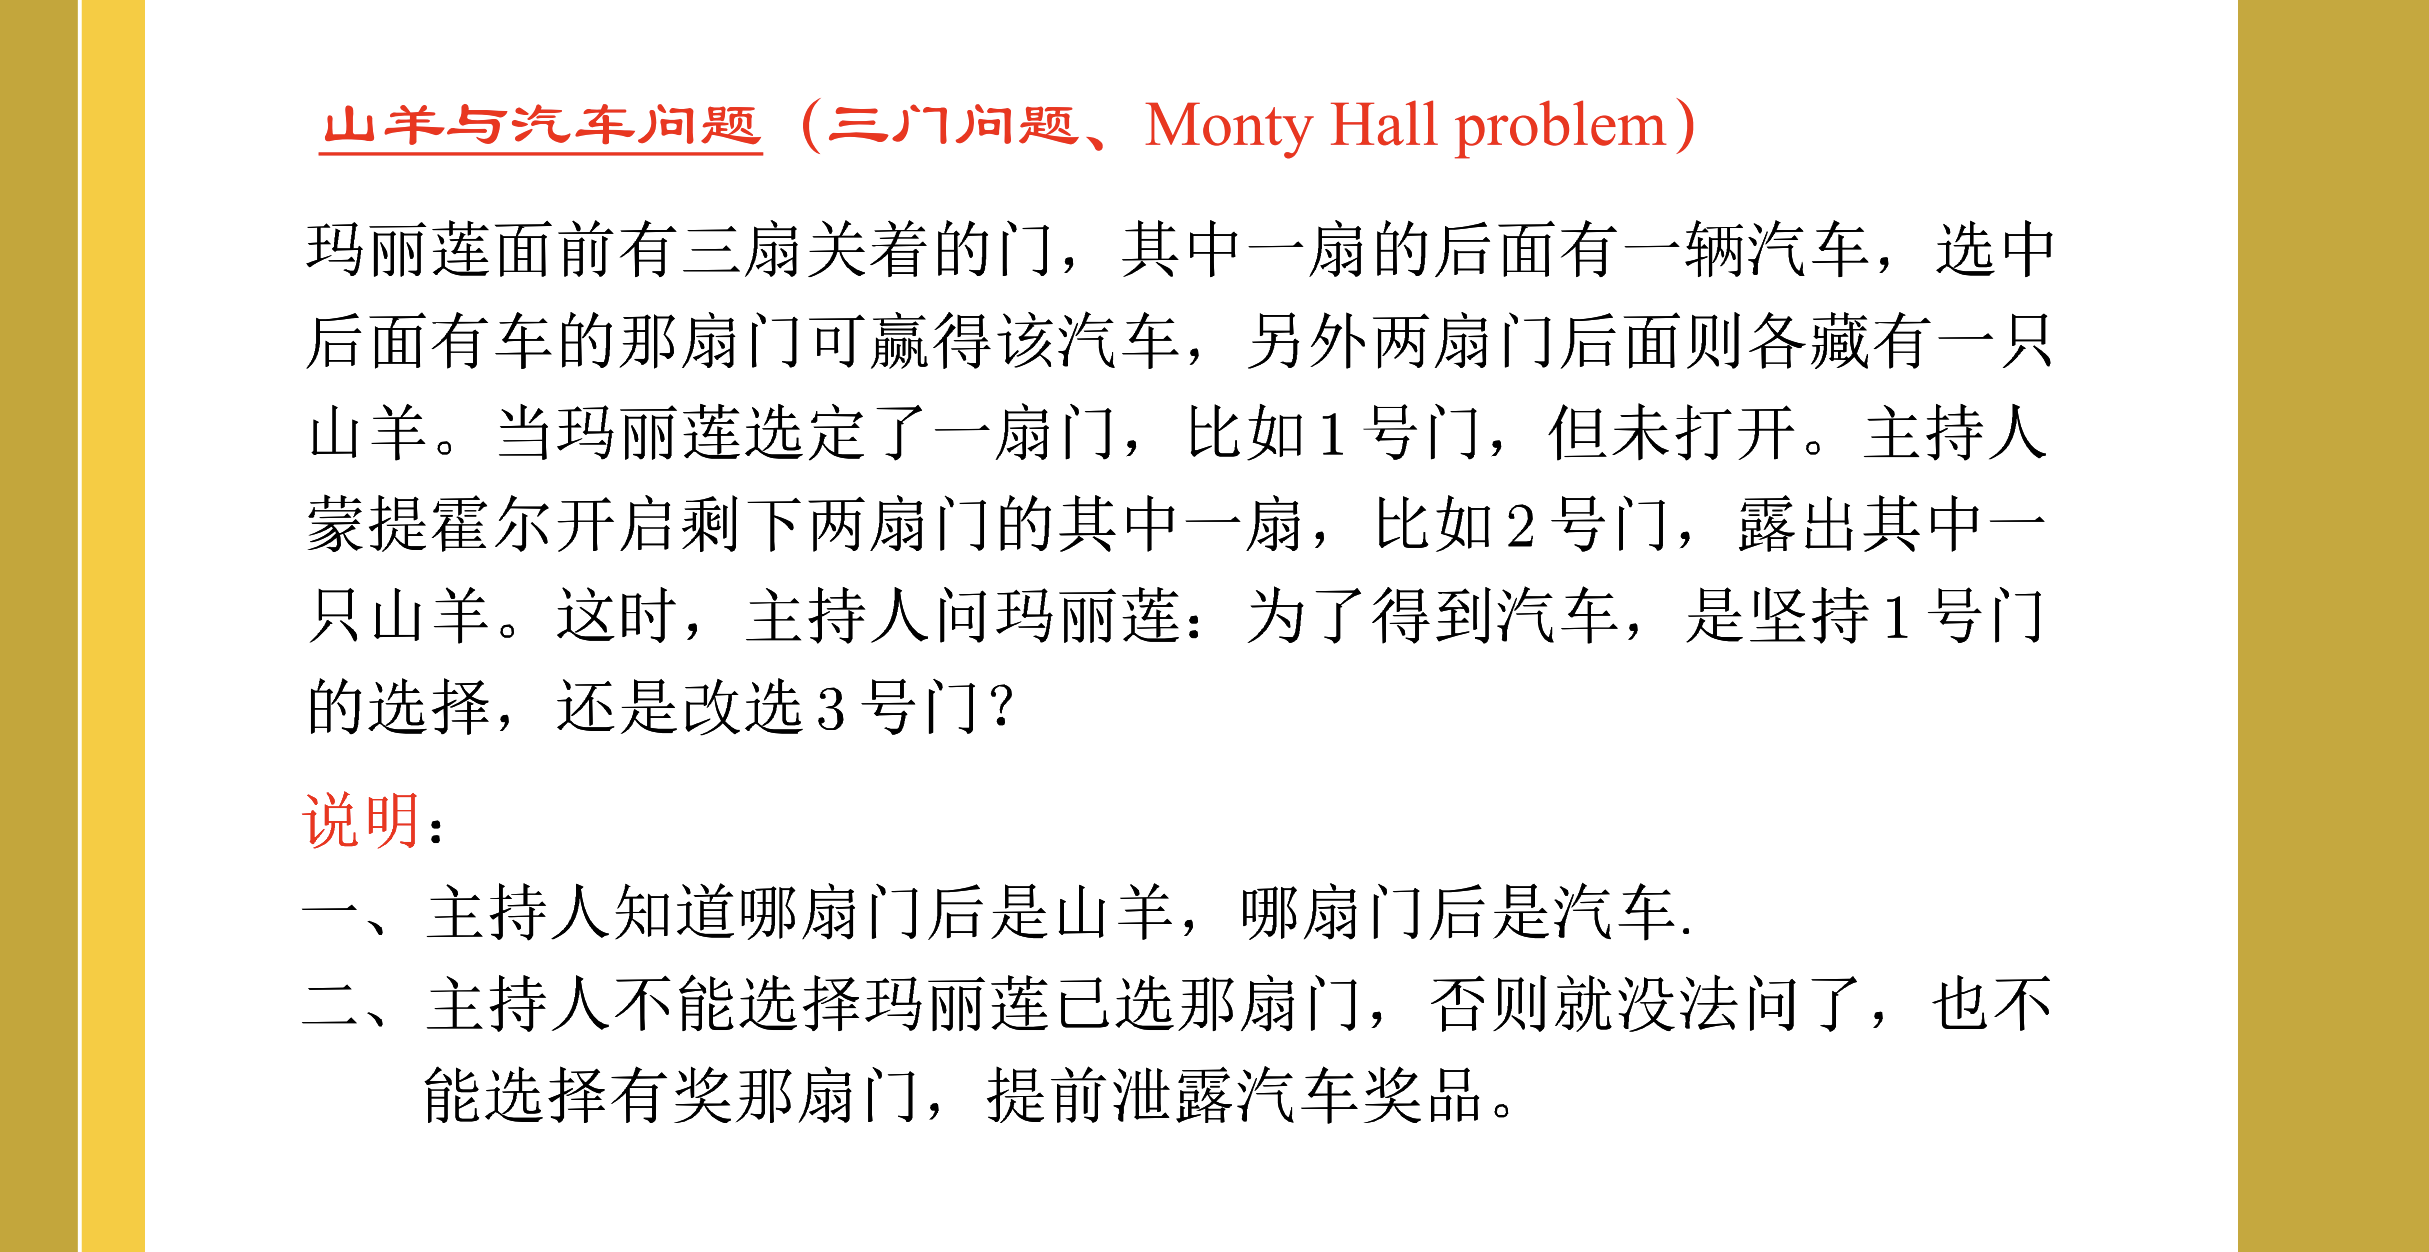 山羊与汽车问题（三门问题、Monty Hall problem）
玛丽莲面前有三扇关着的门，其中一扇的后面有一辆汽车，选中
后面有车的那扇门可赢得该汽车，另外两扇门后面则各藏有一只
山羊。当玛丽莲选定了一扇门，比如1号门，但未打开。主持人
蒙提霍尔开启剩下两扇门的其中一扇，比如2号门，露出其中一
只山羊。这时，主持人问玛丽莲：为了得到汽车，是坚持1号门
的选择，还是改选3号门？
说明：
一、主持人知道哪扇门后是山羊，哪扇门后是汽车.
二、主持人不能选择玛丽莲已选那扇门，否则就没法问了，也不
能选择有奖那扇门，提前泄露汽车奖品。